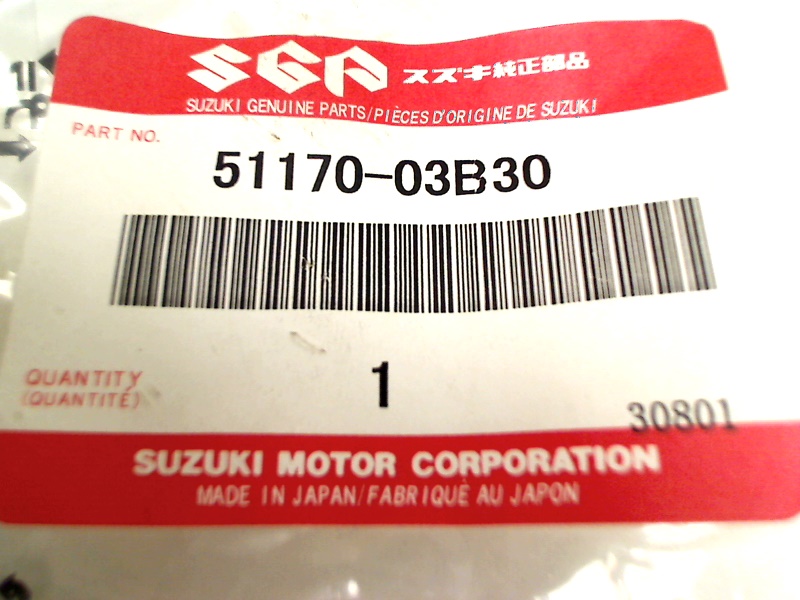 SGP スズキ純正部品
SUZUKI GENUINE PARTS/PIÈCES D'ORIGINE DE SUZUKI
PART NO.
51170-03B30
QUANTITY
(QUANTITÉ)
1
30801
SUZUKI MOTOR CORPORATION
MADE IN JAPAN/FABRIQUÈ AU JAPON